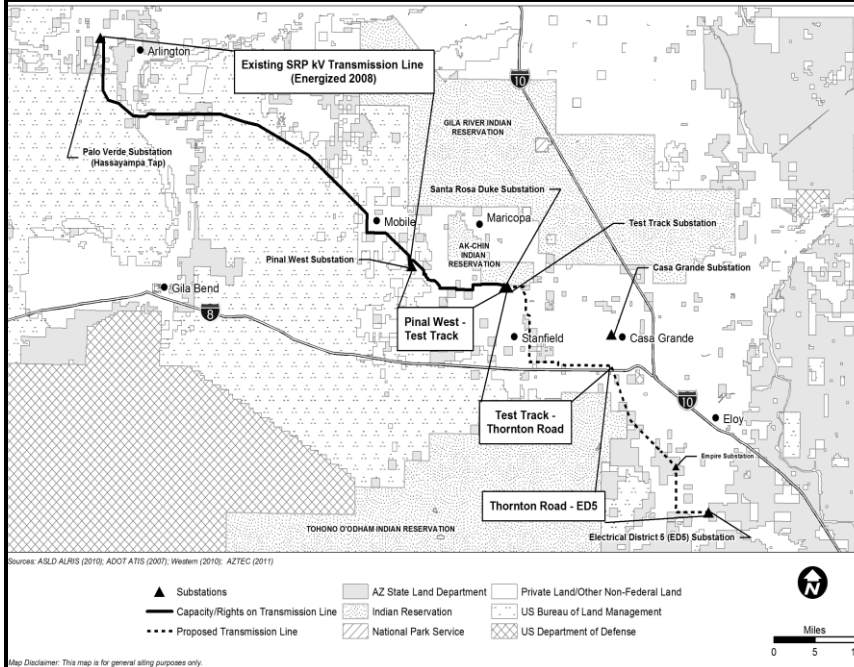 Arlington
Existing SRP kV Transmission Line
(Energized 2008)
10
GILA RIVER INDIAN
RESERVATION
Palo Verde Substation
(Hassayampa Tap)
Santa Rosa Duke Substation
Mobile
Maricopa
Test Track Substation
AK-CHIN
INDIAN
RESERVATION
Pinal West Substation
Casa Grande Substation
Gila Bend
8
Pinal West -
Test Track
Stanfield
Casa Grande
Test Track -
Thornton Road
10
Eloy
Empire Substation
Thornton Road - ED5
TOHONO O'ODHAM INDIAN RESERVATION
Electrical District 5 (ED5) Substation
Sources: ASLD ALRIS (2010); ADOT ATIS (2007); Western (2010); AZTEC (2011)
Substations
Capacity/Rights on Transmission Line
Proposed Transmission Line
AZ State Land Department
Indian Reservation
National Park Service
Private Land/Other Non-Federal Land
US Bureau of Land Management
US Department of Defense
N
Miles
0 5
Map Disclaimer: This map is for general siting purposes only.